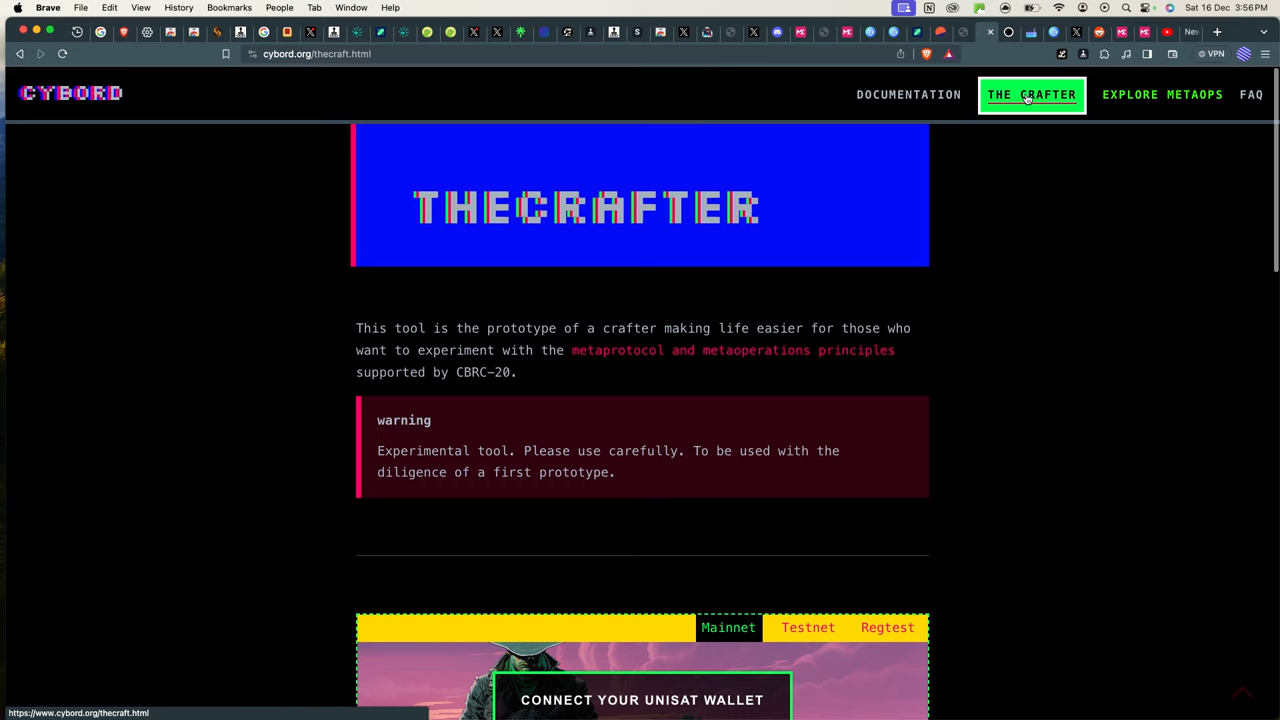 Brave File Edit View History Bookmarks People Tab Window Help
Sat 16 Dec 3:56PM
New
cybord.org/thecraft.html
VPN
CYBORD
DOCUMENTATION THE CRAFTER EXPLORE METAOPS FAQ
THECRAFTER
This tool is the prototype of a crafter making life easier for those who
want to experiment with the metaprotocol and metaoperations principles
supported by CBRC-20.
warning
Experimental tool. Please use carefully. To be used with the
diligence of a first prototype.
Mainnet Testnet Regtest
CONNECT YOUR UNISAT WALLET
https://www.cybord.org/thecraft.html